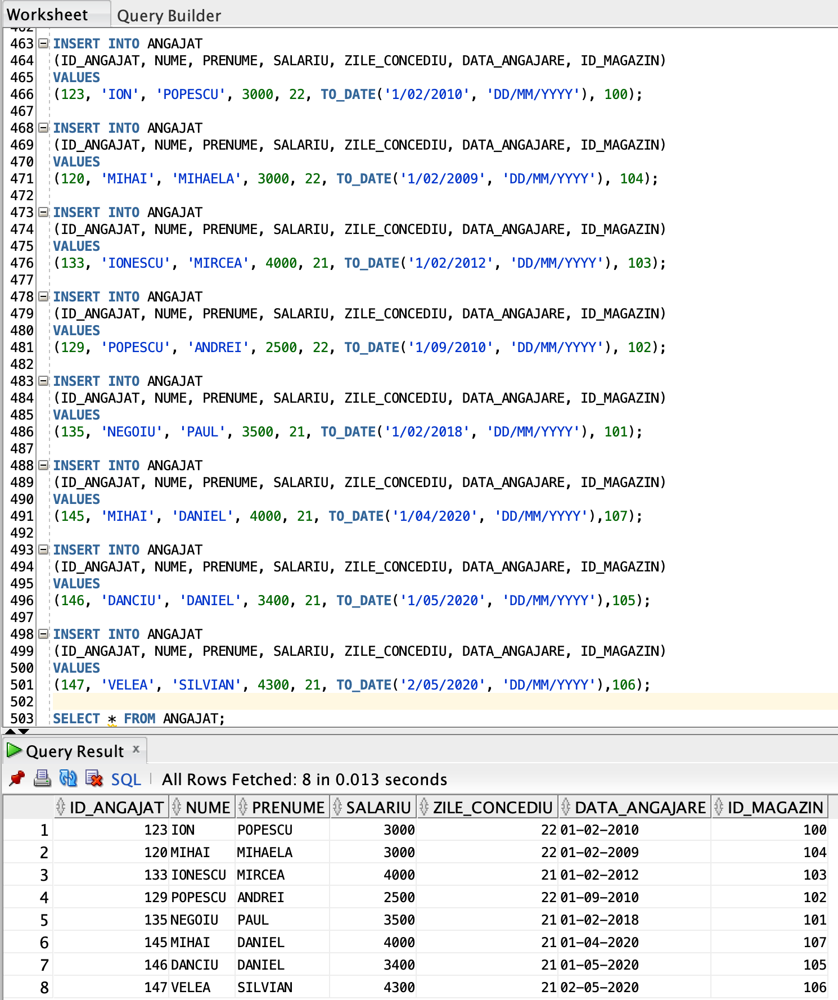 Worksheet Query Builder
463 INSERT INTO ANGAJAT
464 (ID_ANGAJAT, NUME, PRENUME, SALARIU, ZILE_CONCEDIU, DATA_ANGAJARE, ID_MAGAZIN)
465 VALUES
466 (123, 'ION', 'POPESCU', 3000, 22, TO_DATE('1/02/2010', 'DD/MM/YYYY'), 100);
467
468 INSERT INTO ANGAJAT
469 (ID_ANGAJAT, NUME, PRENUME, SALARIU, ZILE_CONCEDIU, DATA_ANGAJARE, ID_MAGAZIN)
470 VALUES
471 (120, 'MIHAI', 'MIHAELA', 3000, 22, TO_DATE('1/02/2009', 'DD/MM/YYYY'), 104);
472
473 INSERT INTO ANGAJAT
474 (ID_ANGAJAT, NUME, PRENUME, SALARIU, ZILE_CONCEDIU, DATA_ANGAJARE, ID_MAGAZIN)
475 VALUES
476 (133, 'IONESCU', 'MIRCEA', 4000, 21, TO_DATE('1/02/2012', 'DD/MM/YYYY'), 103);
477
478 INSERT INTO ANGAJAT
479 (ID_ANGAJAT, NUME, PRENUME, SALARIU, ZILE_CONCEDIU, DATA_ANGAJARE, ID_MAGAZIN)
480 VALUES
481 (129, 'POPESCU', 'ANDREI', 2500, 22, TO_DATE('1/09/2010', 'DD/MM/YYYY'), 102);
482
483 INSERT INTO ANGAJAT
484 (ID_ANGAJAT, NUME, PRENUME, SALARIU, ZILE_CONCEDIU, DATA_ANGAJARE, ID_MAGAZIN)
485 VALUES
486 (135, 'NEGOIU', 'PAUL', 3500, 21, TO_DATE('1/02/2018', 'DD/MM/YYYY'), 101);
487
488 INSERT INTO ANGAJAT
489 (ID_ANGAJAT, NUME, PRENUME, SALARIU, ZILE_CONCEDIU, DATA_ANGAJARE, ID_MAGAZIN)
490 VALUES
491 (145, 'MIHAI', 'DANIEL', 4000, 21, TO_DATE('1/04/2020', 'DD/MM/YYYY'),107);
492
493 INSERT INTO ANGAJAT
494 (ID_ANGAJAT, NUME, PRENUME, SALARIU, ZILE_CONCEDIU, DATA_ANGAJARE, ID_MAGAZIN)
495 VALUES
496 (146, 'DANCIU', 'DANIEL', 3400, 21, TO_DATE('1/05/2020', 'DD/MM/YYYY'),105);
497
498 INSERT INTO ANGAJAT
499 (ID_ANGAJAT, NUME, PRENUME, SALARIU, ZILE_CONCEDIU, DATA_ANGAJARE, ID_MAGAZIN)
500 VALUES
501 (147, 'VELEA', 'SILVIAN', 4300, 21, TO_DATE('2/05/2020', 'DD/MM/YYYY'),106);
502
503 SELECT * FROM ANGAJAT;
Query Result x
SQL | All Rows Fetched: 8 in 0.013 seconds
ID_ANGAJAT NUME PRENUME SALARIU ZILE_CONCEDIU DATA_ANGAJARE ID_MAGAZIN
1 123 ION POPESCU 3000 22 01-02-2010 100
2 120 MIHAI MIHAELA 3000 22 01-02-2009 104
3 133 IONESCU MIRCEA 4000 21 01-02-2012 103
4 129 POPESCU ANDREI 2500 22 01-09-2010 102
5 135 NEGOIU PAUL 3500 21 01-02-2018 101
6 145 MIHAI DANIEL 4000 21 01-04-2020 107
7 146 DANCIU DANIEL 3400 21 01-05-2020 105
8 147 VELEA SILVIAN 4300 21 02-05-2020 106